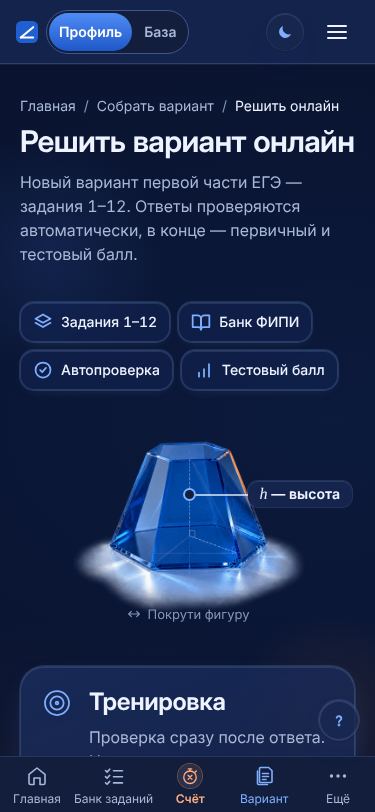 Профиль База
Главная / Собрать вариант / Решить онлайн
Решить вариант онлайн
Новый вариант первой части ЕГЭ —
задания 1–12. Ответы проверяются
автоматически, в конце — первичный и
тестовый балл.
Задания 1–12 Банк ФИПИ
Автопроверка Тестовый балл
h — высота
↔ Покрути фигуру
Тренировка
Проверка сразу после ответа.
?
Главная Банк заданий Счёт Вариант Ещё